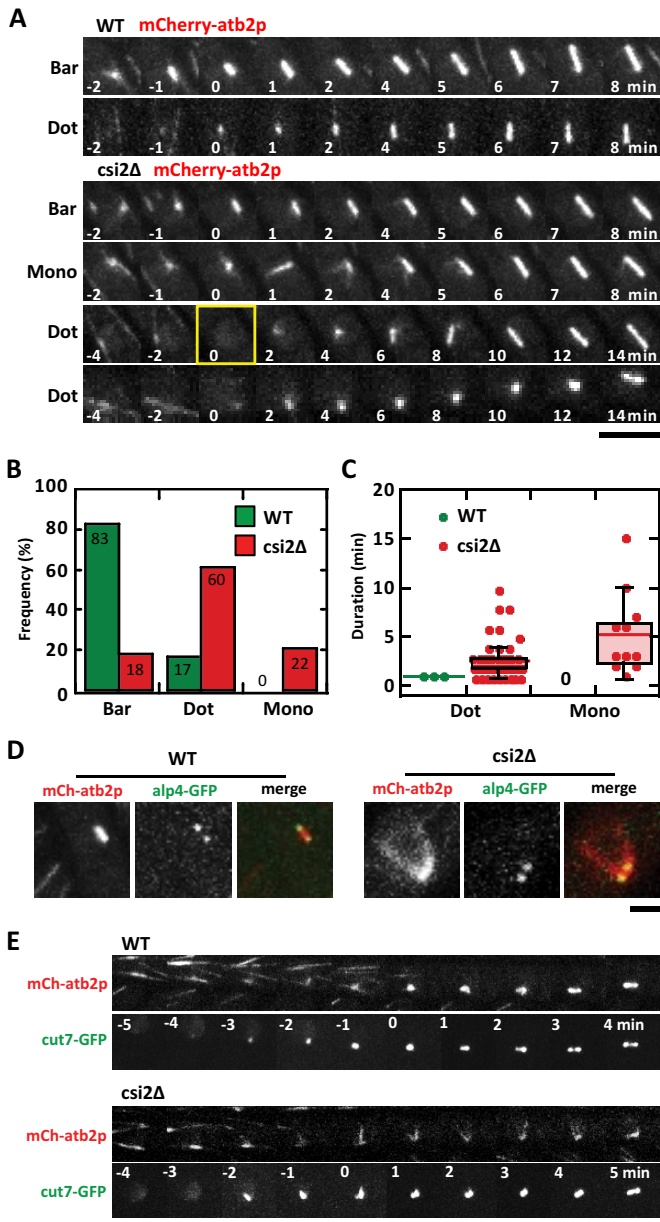 A
WT mCherry-atb2p
Bar
-2 -1 0 1 2 4 5 6 7 8 min
Dot
-2 -1 0 1 2 4 5 6 7 8 min
csi2Δ mCherry-atb2p
Bar
-2 -1 0 1 2 4 5 6 7 8 min
Mono
-2 -1 0 1 2 4 5 6 7 8 min
Dot
-4 -2 0 2 4 6 8 10 12 14min
Dot
-4 -2 0 2 4 6 8 10 12 14min
B
Frequency (%)
100
80
60
40
20
0
WT
csi2Δ
83
18
17
60
0
22
Bar Dot Mono
C
Duration (min)
20
15
10
5
0
WT
csi2Δ
0
Dot Mono
D
WT
mCh-atb2p alp4-GFP merge
csi2Δ
mCh-atb2p alp4-GFP merge
E
WT
mCh-atb2p
cut7-GFP
-5 -4 -3 -2 -1 0 1 2 3 4 min
csi2Δ
mCh-atb2p
cut7-GFP
-4 -3 -2 -1 0 1 2 3 4 5 min